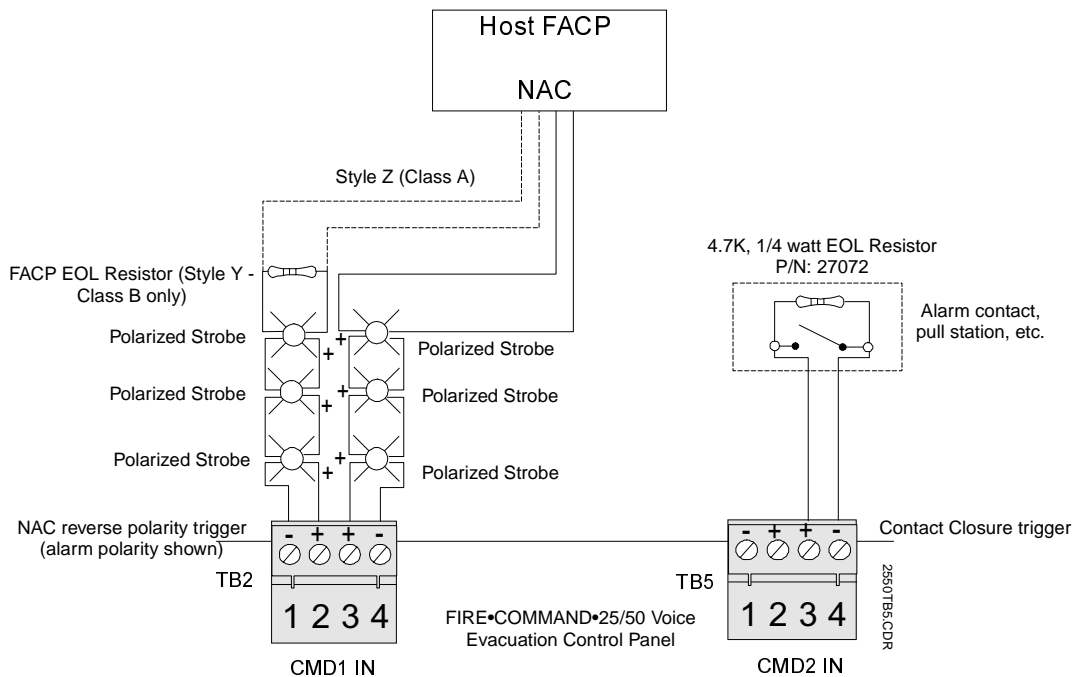 Host FACP
NAC
Style Z (Class A)
4.7K, 1/4 watt EOL Resistor
P/N: 27072
FACP EOL Resistor (Style Y -
Class B only)
Alarm contact,
pull station, etc.
Polarized Strobe
+
+
Polarized Strobe
Polarized Strobe
+
+
Polarized Strobe
Polarized Strobe
+
+
Polarized Strobe
NAC reverse polarity trigger
(alarm polarity shown)
- + + -
- + + -
Contact Closure trigger
TB2
TB5
1 2 3 4
FIRE•COMMAND•25/50 Voice
Evacuation Control Panel
1 2 3 4
2550TB5.CDR
CMD1 IN
CMD2 IN